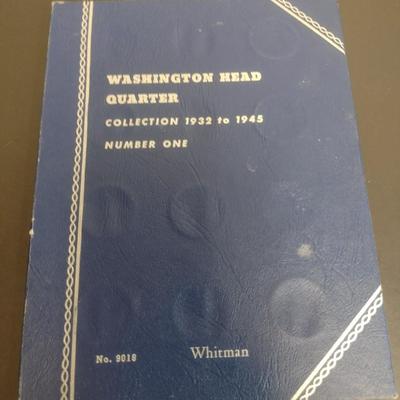 WASHINGTON HEAD
QUARTER
COLLECTION 1932 to 1945
NUMBER ONE
No. 9018 Whitman